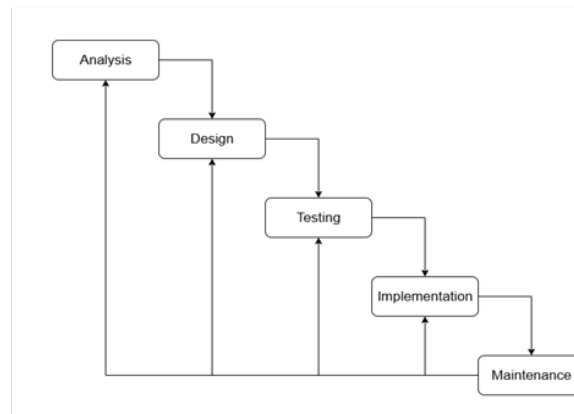 Analysis
Design
Testing
Implementation
Maintenance